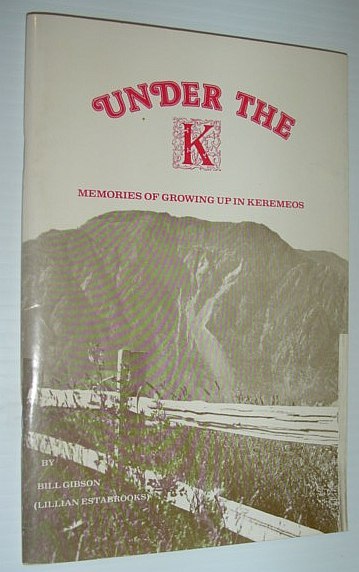 UNDER THE
K
MEMORIES OF GROWING UP IN KEREMEOS
BY
BILL GIBSON
(LILLIAN ESTABROOKS)